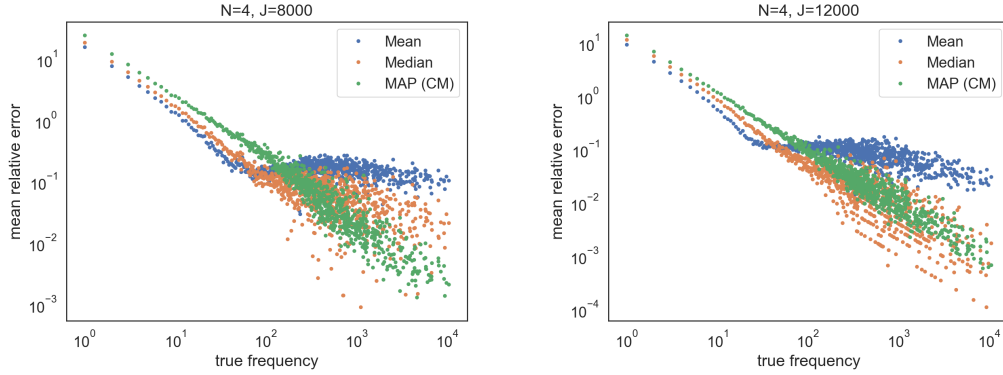 N=4, J=8000
mean relative error
10^1
10^0
10^−1
10^−2
10^−3
Mean
Median
MAP (CM)
10^0 10^1 10^2 10^3 10^4
true frequency
N=4, J=12000
mean relative error
10^1
10^0
10^−1
10^−2
10^−3
10^−4
Mean
Median
MAP (CM)
10^0 10^1 10^2 10^3 10^4
true frequency